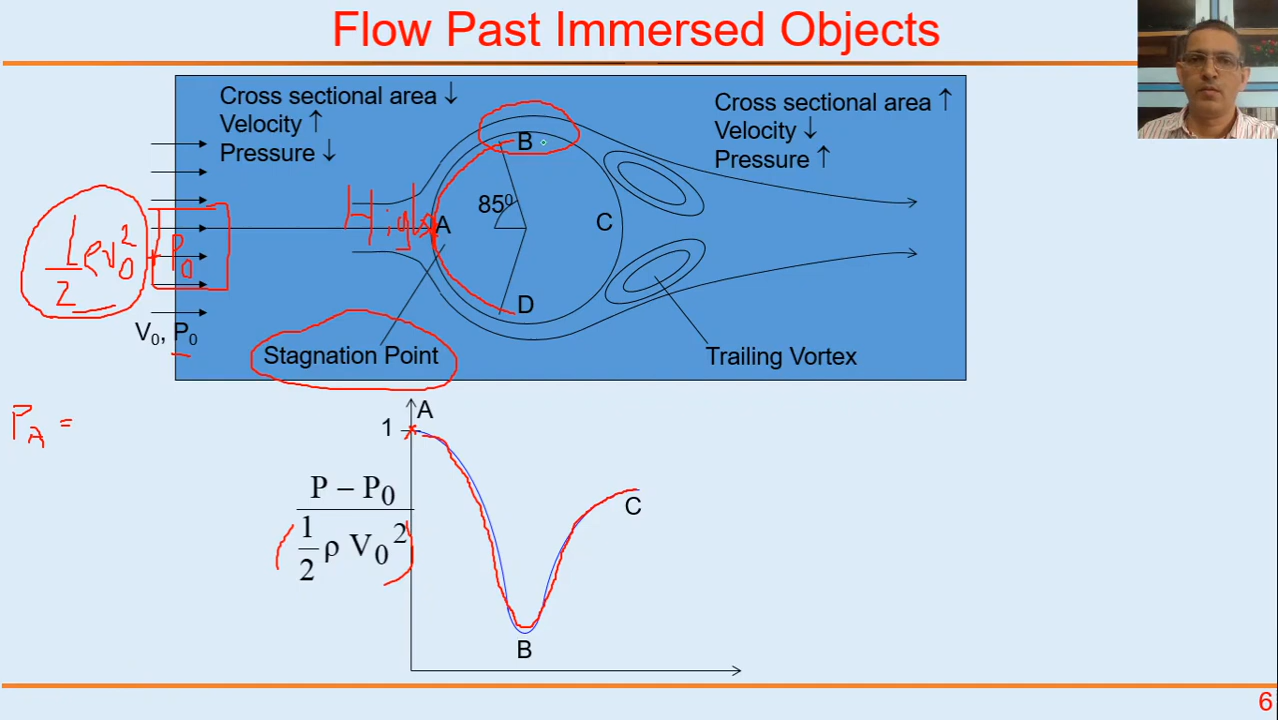 Flow Past Immersed Objects
Cross sectional area ↓
Velocity ↑
Pressure ↓
Cross sectional area ↑
Velocity ↓
Pressure ↑
B
85⁰
High
A
C
D
1/2 ρv₀² + P₀
V₀, P₀
Stagnation Point
Trailing Vortex
P_A =
A
1
P – P₀
1/2 ρ V₀²
C
B
6